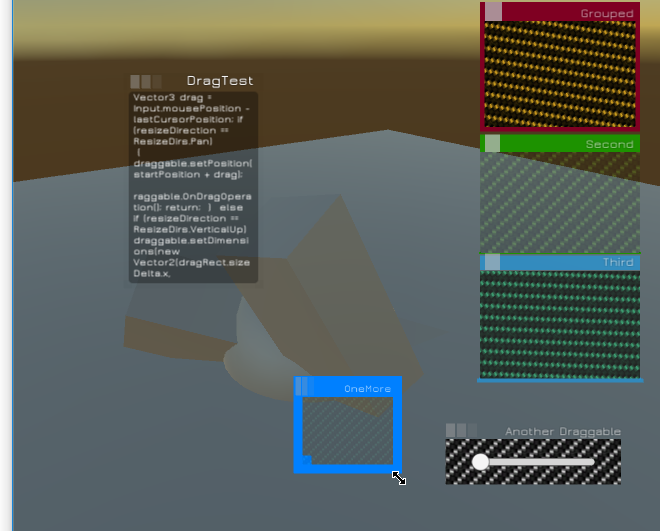 Grouped
DragTest
Vector3 drag =
Input.mousePosition -
lastCursorPosition; if
(resizeDirection ==
ResizeDirs.Pan)
{
draggable.setPosition(
startPosition + drag);
raggable.OnDragOpera
tion(); return; } else
if (resizeDirection ==
ResizeDirs.VerticalUp)
draggable.setDimensi
ons(new
Vector2(dragRect.size
Delta.x,
Second
Third
OneMore
Another Draggable